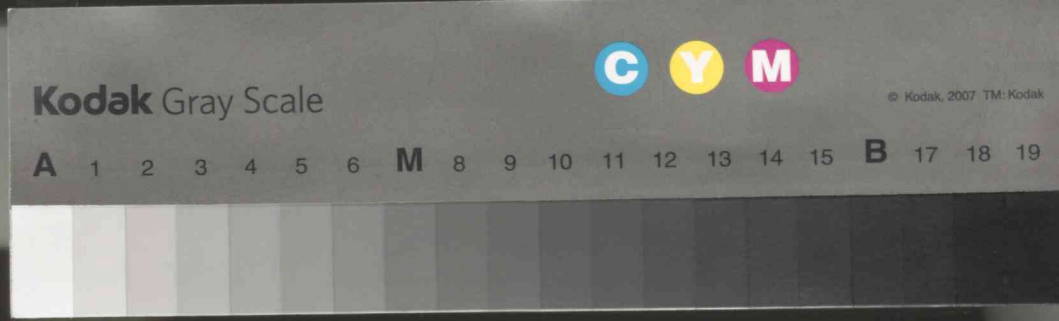 C Y M
Kodak Gray Scale
© Kodak, 2007 TM: Kodak
A 1 2 3 4 5 6 M 8 9 10 11 12 13 14 15 B 17 18 19